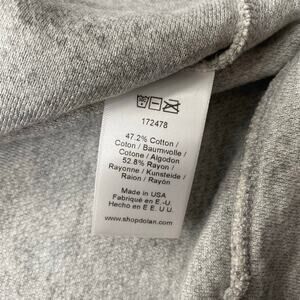 172478
47.2% Cotton /
Coton / Baumwolle /
Cotone / Algodon
52.8% Rayon /
Rayonne / Kunsteide /
Raion / Rayón
Made in USA
Fabriqué en E.-U.
Hecho en E E. U U.
www.shopdolan.com